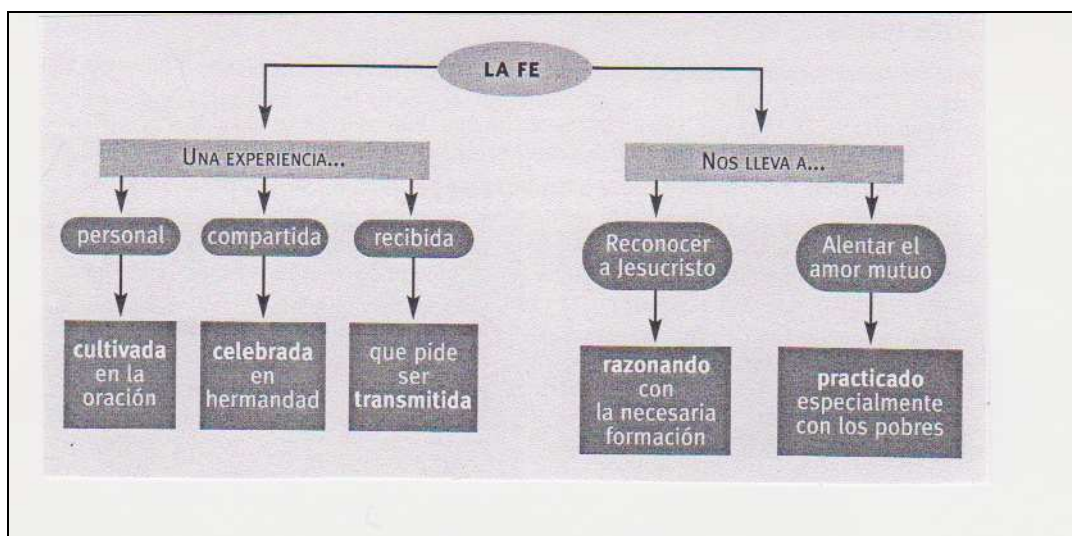 LA FE
UNA EXPERIENCIA...
personal
cultivada
en la
oración
compartida
celebrada
en
hermandad
recibida
que pide
ser
transmitida
NOS LLEVA A...
Reconocer
a Jesucristo
razonando
con
la necesaria
formación
Alentar el
amor mutuo
practicado
especialmente
con los pobres